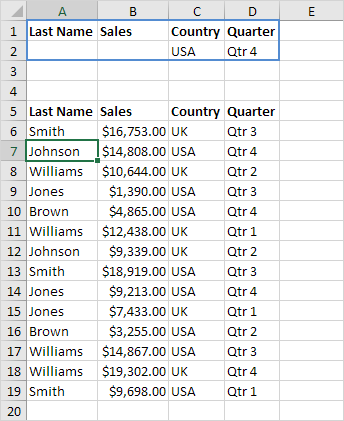 A B C D E
1 Last Name Sales Country Quarter
2 USA Qtr 4
3
4
5 Last Name Sales Country Quarter
6 Smith $16,753.00 UK Qtr 3
7 Johnson $14,808.00 USA Qtr 4
8 Williams $10,644.00 UK Qtr 2
9 Jones $1,390.00 USA Qtr 3
10 Brown $4,865.00 USA Qtr 4
11 Williams $12,438.00 UK Qtr 1
12 Johnson $9,339.00 UK Qtr 2
13 Smith $18,919.00 USA Qtr 3
14 Jones $9,213.00 USA Qtr 4
15 Jones $7,433.00 UK Qtr 1
16 Brown $3,255.00 USA Qtr 2
17 Williams $14,867.00 USA Qtr 3
18 Williams $19,302.00 UK Qtr 4
19 Smith $9,698.00 USA Qtr 1
20